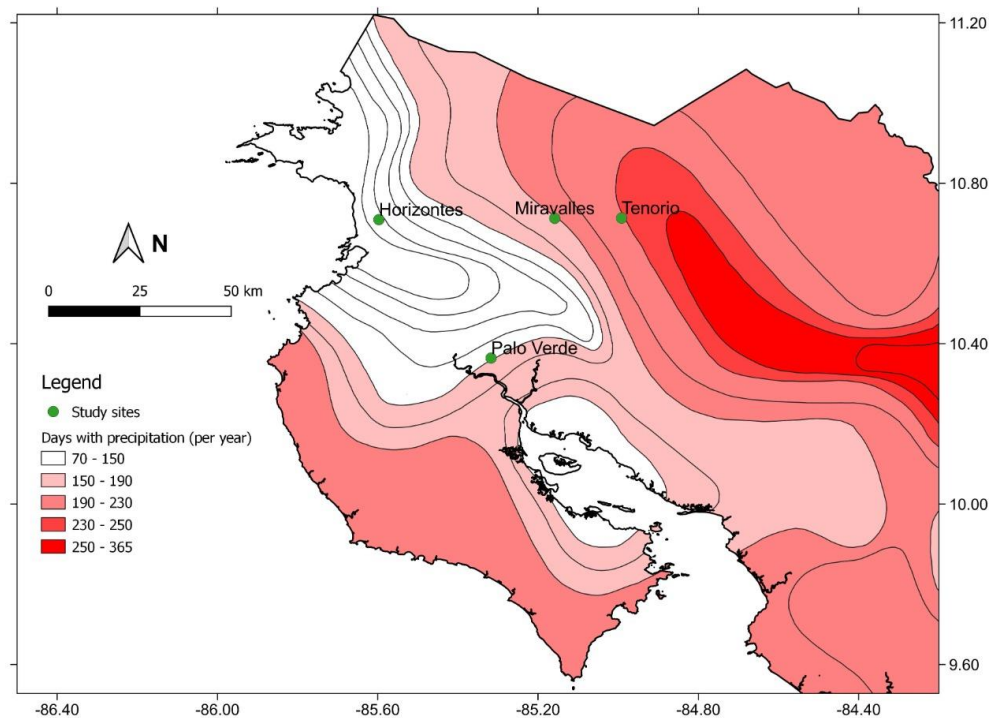 11.20
10.80
10.40
10.00
9.60
Horizontes
Miravalles
Tenorio
Palo Verde
N
0 25 50 km
Legend
Study sites
Days with precipitation (per year)
70 - 150
150 - 190
190 - 230
230 - 250
250 - 365
-86.40 -86.00 -85.60 -85.20 -84.80 -84.40